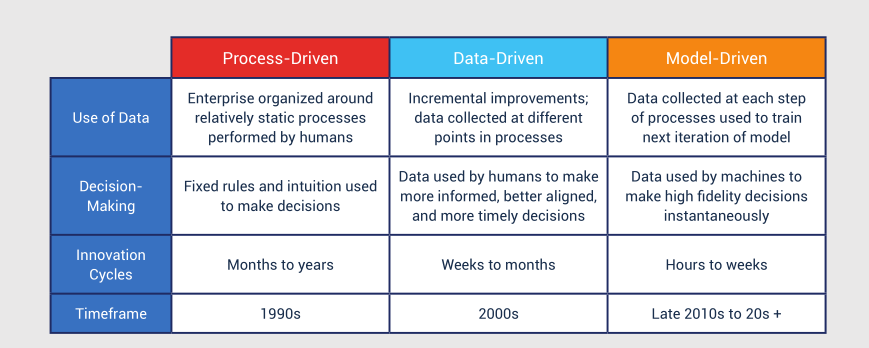 Process-Driven
Data-Driven
Model-Driven
Use of Data
Enterprise organized around
relatively static processes
performed by humans
Incremental improvements;
data collected at different
points in processes
Data collected at each step
of processes used to train
next iteration of model
Decision-
Making
Fixed rules and intuition used
to make decisions
Data used by humans to make
more informed, better aligned,
and more timely decisions
Data used by machines to
make high fidelity decisions
instantaneously
Innovation
Cycles
Months to years
Weeks to months
Hours to weeks
Timeframe
1990s
2000s
Late 2010s to 20s +